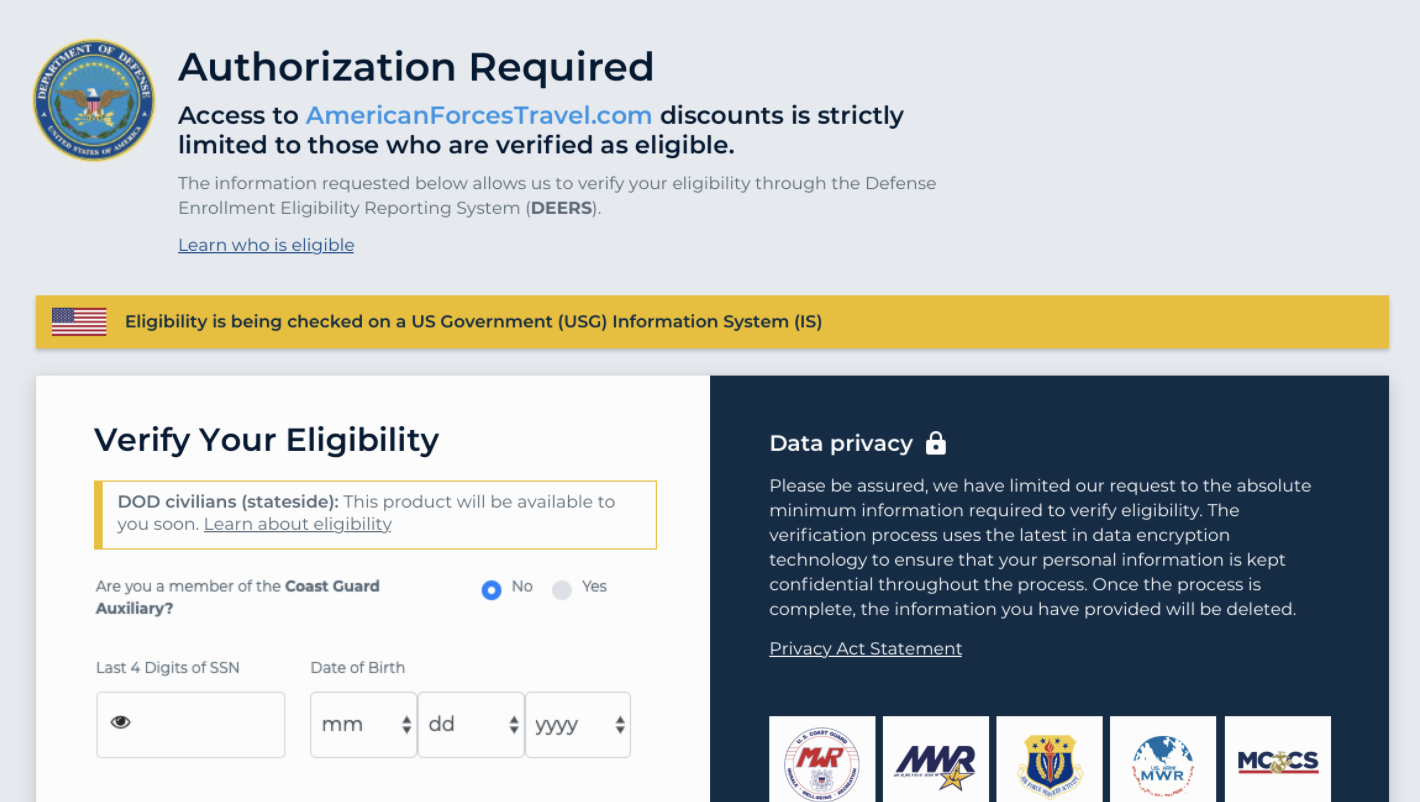 DEPARTMENT OF DEFENSE
UNITED STATES OF AMERICA
Authorization Required
Access to AmericanForcesTravel.com discounts is strictly
limited to those who are verified as eligible.
The information requested below allows us to verify your eligibility through the Defense
Enrollment Eligibility Reporting System (DEERS).
Learn who is eligible
Eligibility is being checked on a US Government (USG) Information System (IS)
Verify Your Eligibility
DOD civilians (stateside): This product will be available to
you soon. Learn about eligibility
Are you a member of the Coast Guard
Auxiliary?
No
Yes
Last 4 Digits of SSN
Date of Birth
mm
dd
yyyy
Data privacy
Please be assured, we have limited our request to the absolute
minimum information required to verify eligibility. The
verification process uses the latest in data encryption
technology to ensure that your personal information is kept
confidential throughout the process. Once the process is
complete, the information you have provided will be deleted.
Privacy Act Statement
U. S. COAST GUARD
MWR
MORALE WELL-BEING RECREATION
MWR
AIR FORCE SERVICES ACTIVITY
U.S. ARMY
MWR
MCCS